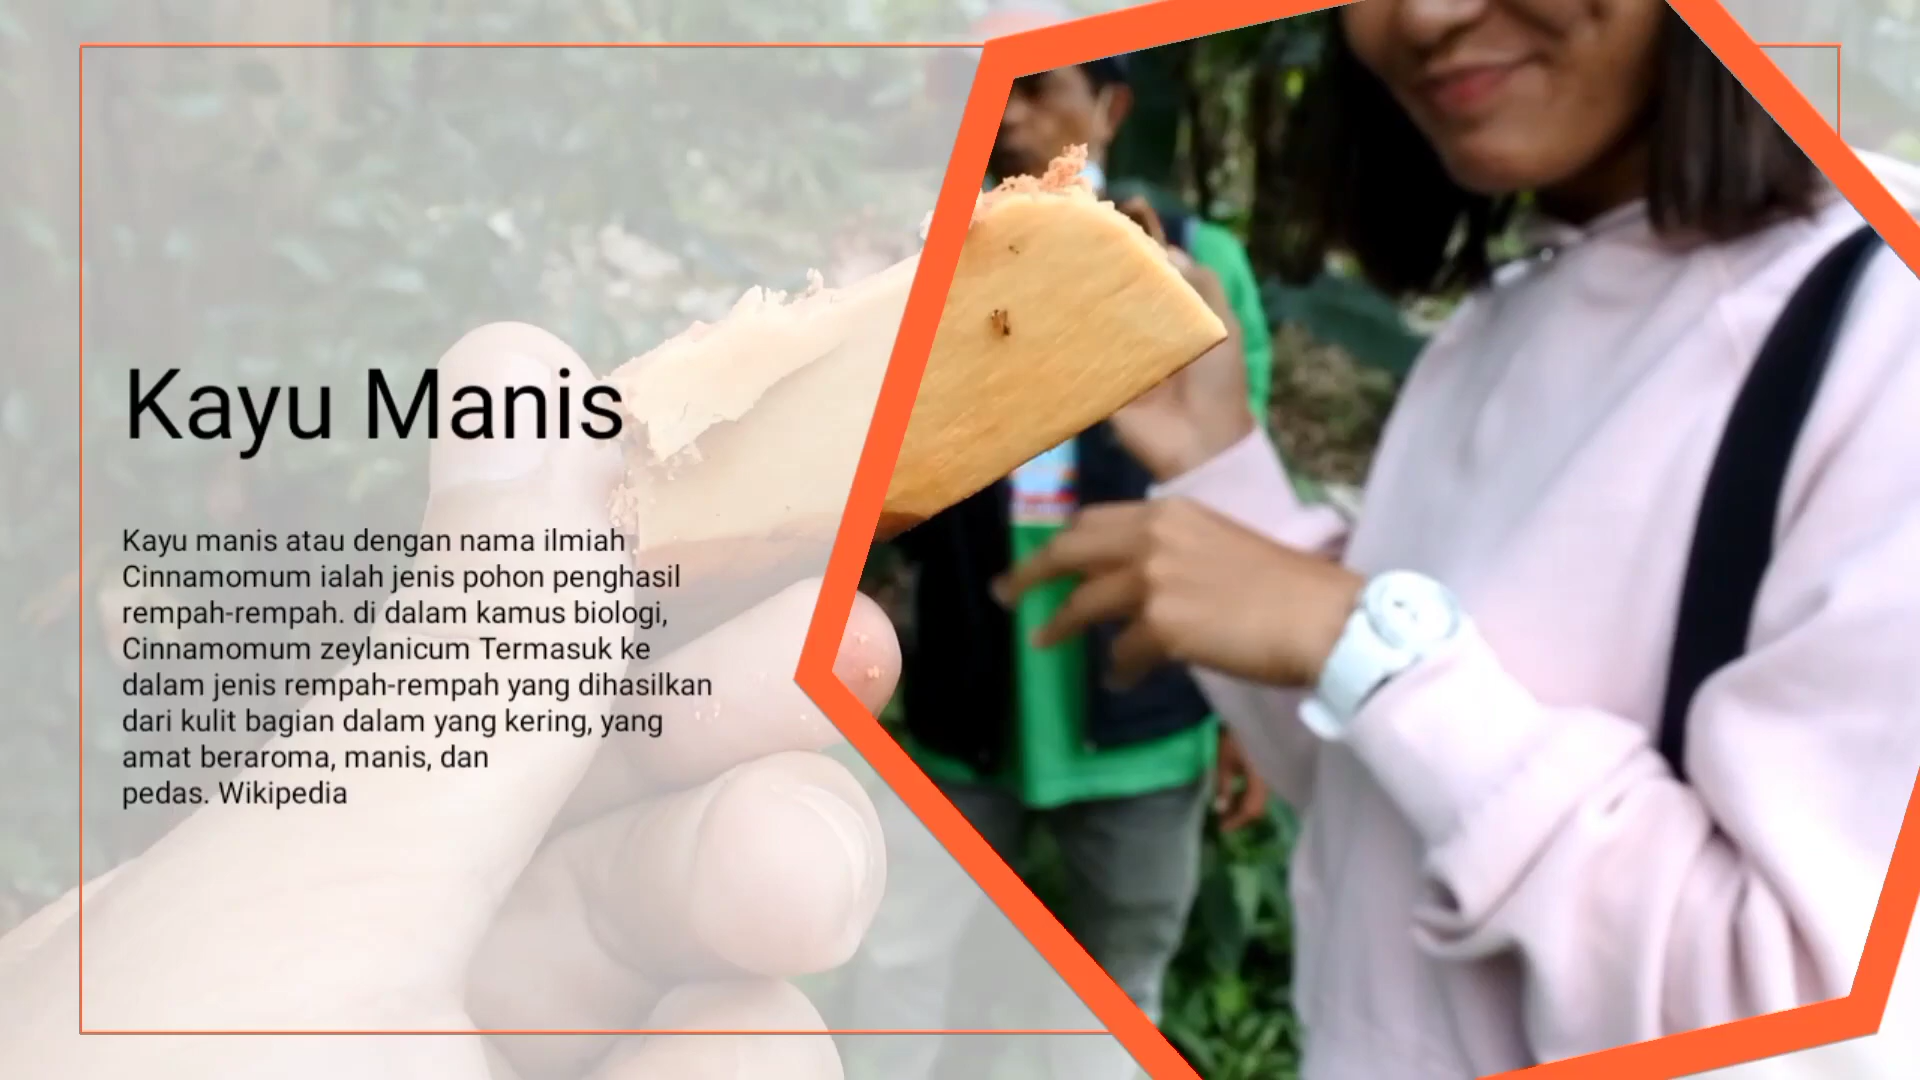 Kayu Manis
Kayu manis atau dengan nama ilmiah
Cinnamomum ialah jenis pohon penghasil
rempah-rempah. di dalam kamus biologi,
Cinnamomum zeylanicum Termasuk ke
dalam jenis rempah-rempah yang dihasilkan
dari kulit bagian dalam yang kering, yang
amat beraroma, manis, dan
pedas. Wikipedia